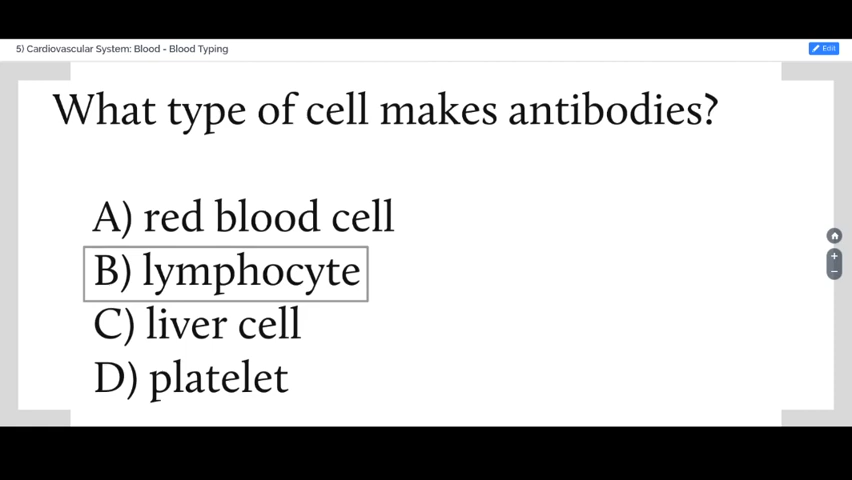 5) Cardiovascular System: Blood - Blood Typing
Edit
What type of cell makes antibodies?
A) red blood cell
B) lymphocyte
C) liver cell
D) platelet